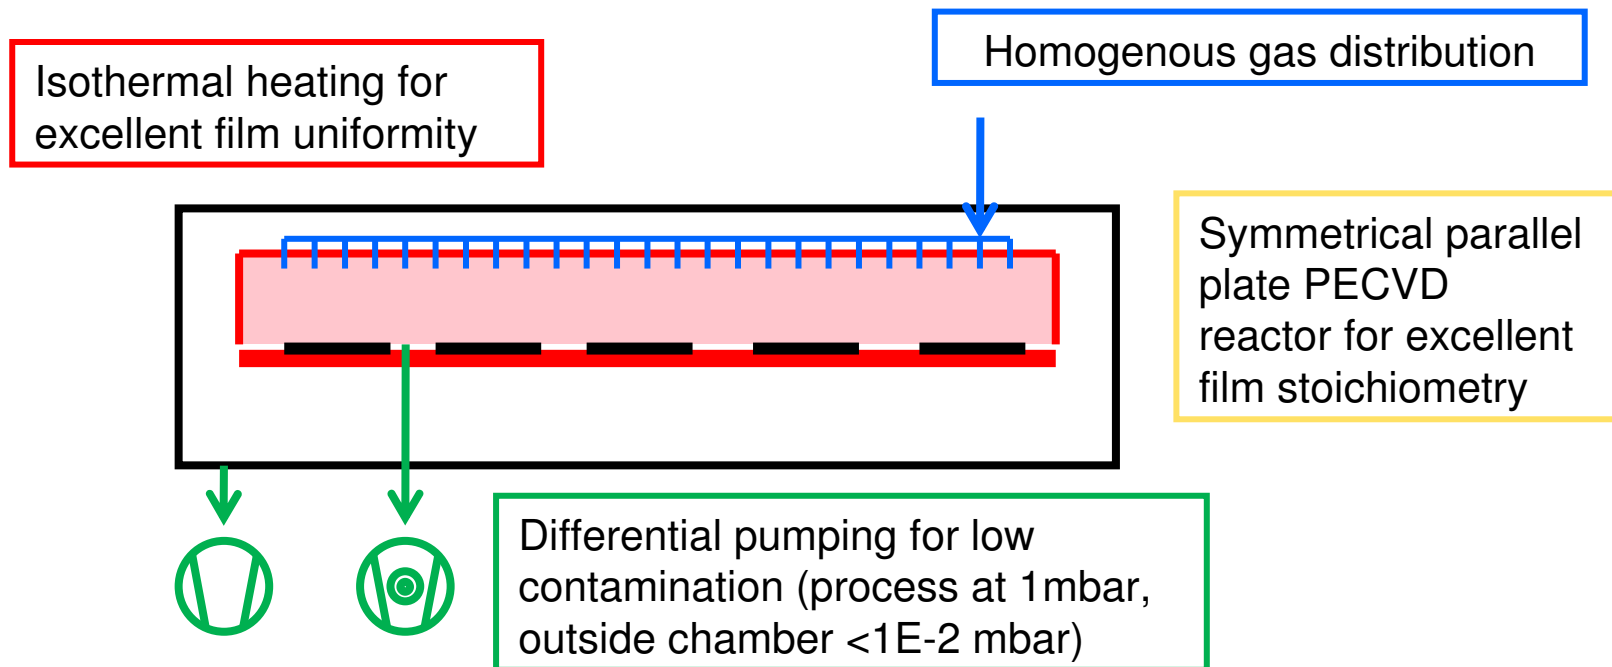 Homogenous gas distribution
Isothermal heating for
excellent film uniformity
Symmetrical parallel
plate PECVD
reactor for excellent
film stoichiometry
Differential pumping for low
contamination (process at 1mbar,
outside chamber <1E-2 mbar)